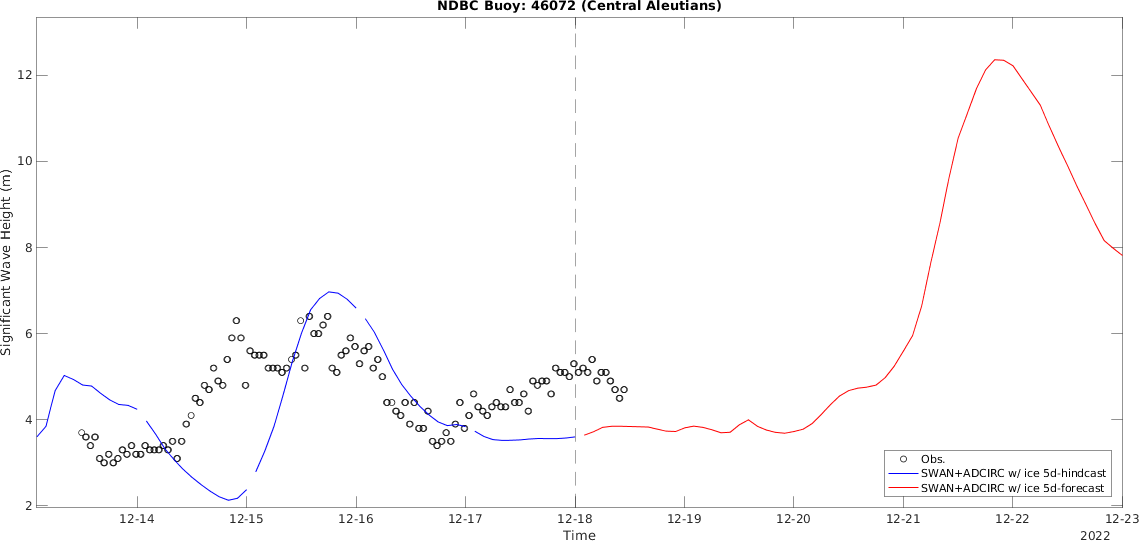 NDBC Buoy: 46072 (Central Aleutians)
Significant Wave Height (m)
12
10
8
6
4
2
Obs.
SWAN+ADCIRC w/ ice 5d-hindcast
SWAN+ADCIRC w/ ice 5d-forecast
12-14 12-15 12-16 12-17 12-18 12-19 12-20 12-21 12-22 12-23
Time
2022